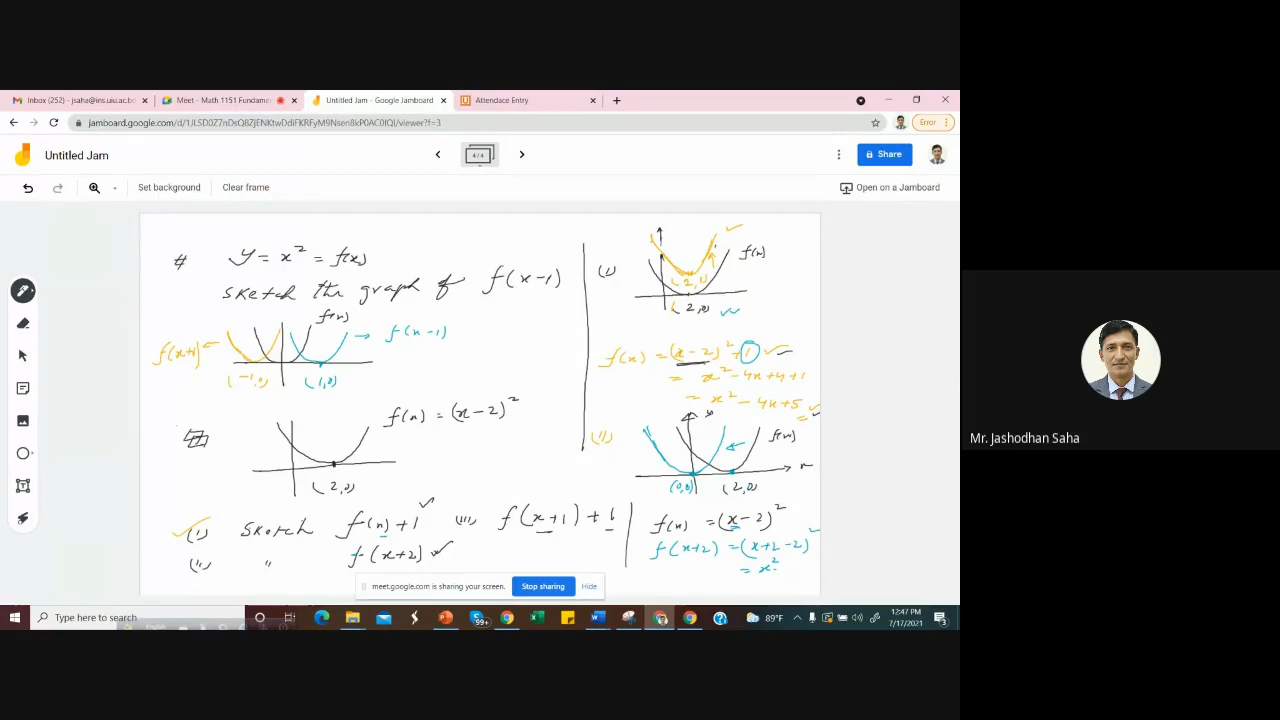 Inbox (252) - jsaha@ins.uiu.ac.bd
Meet - Math 1151 Fundame
Untitled Jam - Google Jamboard
Attendace Entry
Error
Untitled Jam
4 / 4
Share
Set background
Clear frame
Open on a Jamboard
# y = x² = f(x)
sketch the graph of f(x-1)
f(x)
f(x+1) ←
→ f(x-1)
(-1,0)
(1,0)
f(x) = (x-2)²
(2,0)
(i) sketch f(x)+1
(iii) f(x+1)+1
(ii) " f(x+2)
(i)
f(x)
(2,1)
(2,0)
f(x) = (x-2)² + 1
= x² - 4x + 4 + 1
= x² - 4x + 5
(ii)
y
f(x)
x
(0,0)
(2,0)
f(x) = (x-2)²
f(x+2) = (x+2-2)²
= x²
meet.google.com is sharing your screen.
Stop sharing
Hide
Type here to search
99+
89°F
12:47 PM
7/17/2021
3
Mr. Jashodhan Saha